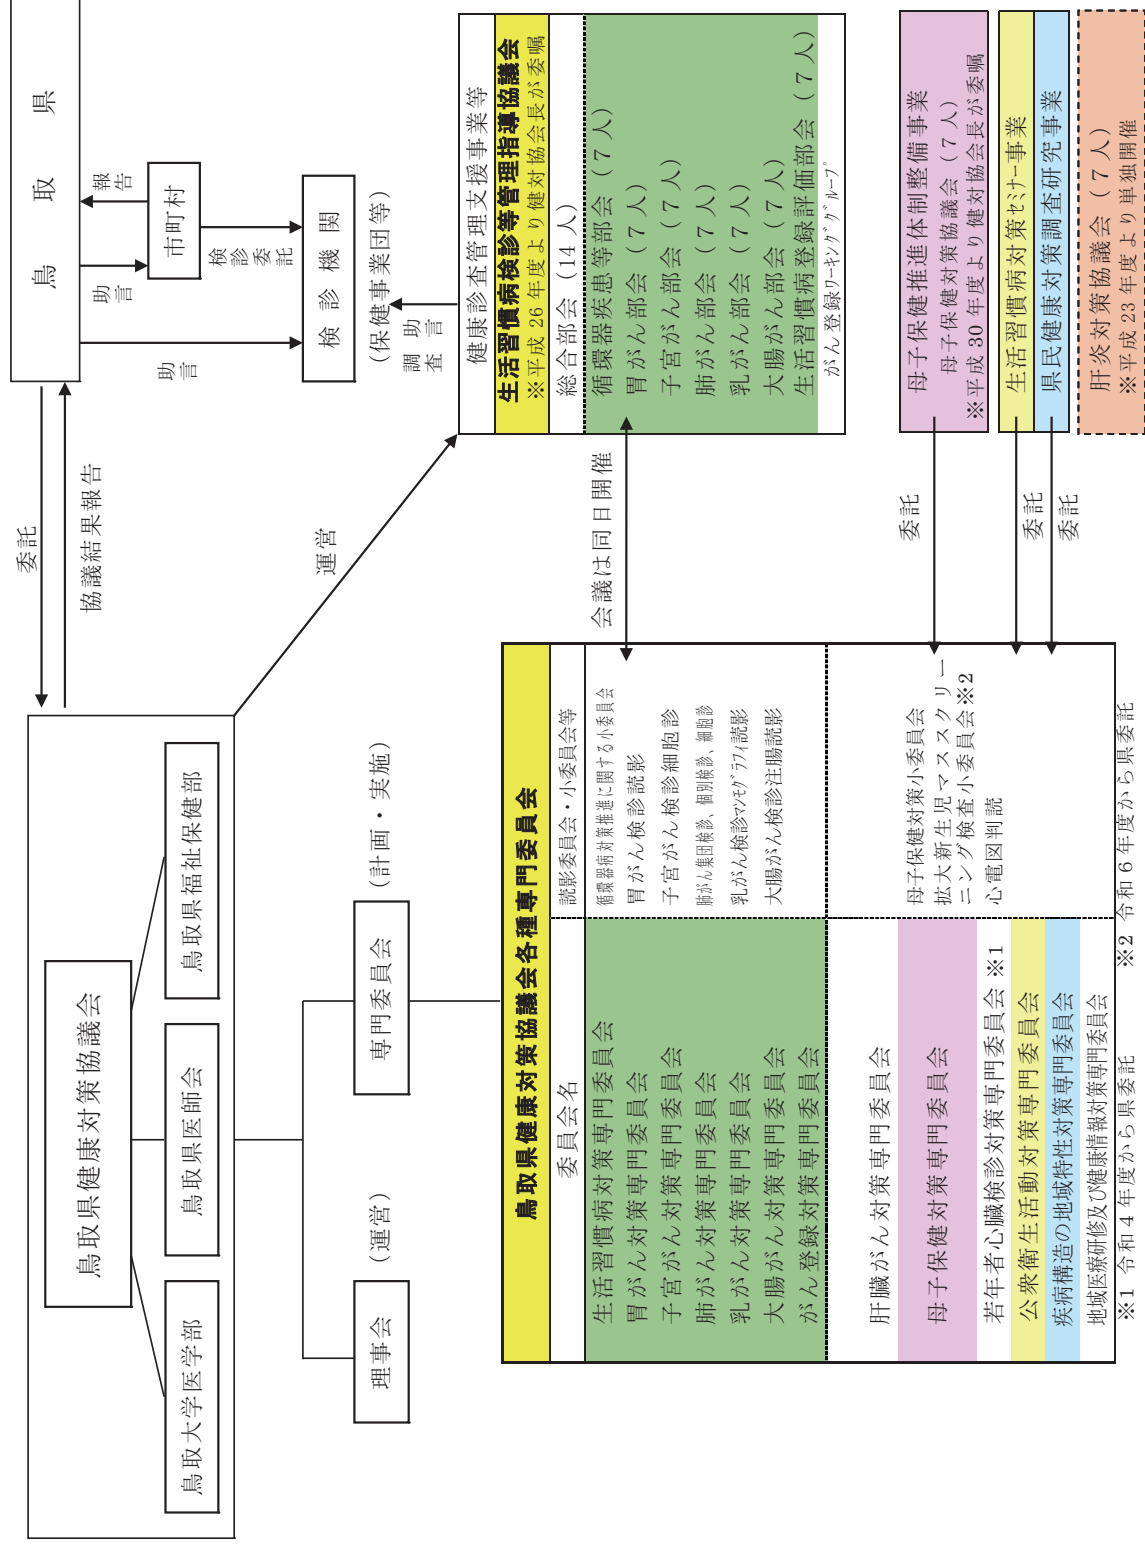 鳥取県健康対策協議会
鳥取大学医学部
鳥取県医師会
鳥取県福祉保健部
委託
協議結果報告
鳥取県
助言
報告
市町村
助言
検診委託
検診機関
(保健事業団等)
助言
調査
運営
理事会
(運営)
専門委員会
(計画・実施)
鳥取県健康対策協議会各種専門委員会
委員会名
読影委員会・小委員会等
生活習慣病対策専門委員会
循環器病対策推進に関する小委員会
胃がん対策専門委員会
胃がん検診読影
子宮がん対策専門委員会
子宮がん検診細胞診
肺がん対策専門委員会
肺がん集団検診、個別検診、細胞診
乳がん対策専門委員会
乳がん検診マンモグラフィ読影
大腸がん対策専門委員会
大腸がん検診注腸読影
がん登録対策専門委員会
肝臓がん対策専門委員会
母子保健対策専門委員会
母子保健対策小委員会
拡大新生児マススクリー
ニング検査小委員会※2
若年者心臓検診対策専門委員会※1
心電図判読
公衆衛生活動対策専門委員会
疾病構造の地域特性対策専門委員会
地域医療研修及び健康情報対策専門委員会
※1 令和4年度から県委託
※2 令和6年度から県委託
会議は同日開催
健康診査管理支援事業等
生活習慣病検診等管理指導協議会
※平成26年度より健対協会長が委嘱
総合部会(14人)
循環器疾患等部会(7人)
胃がん部会(7人)
子宮がん部会(7人)
肺がん部会(7人)
乳がん部会(7人)
大腸がん部会(7人)
生活習慣病登録評価部会(7人)
がん登録ワーキンググループ
委託
母子保健推進体制整備事業
母子保健対策協議会(7人)
※平成30年度より健対協会長が委嘱
委託
生活習慣病対策セミナー事業
委託
県民健康対策調査研究事業
肝炎対策協議会(7人)
※平成23年度より単独開催